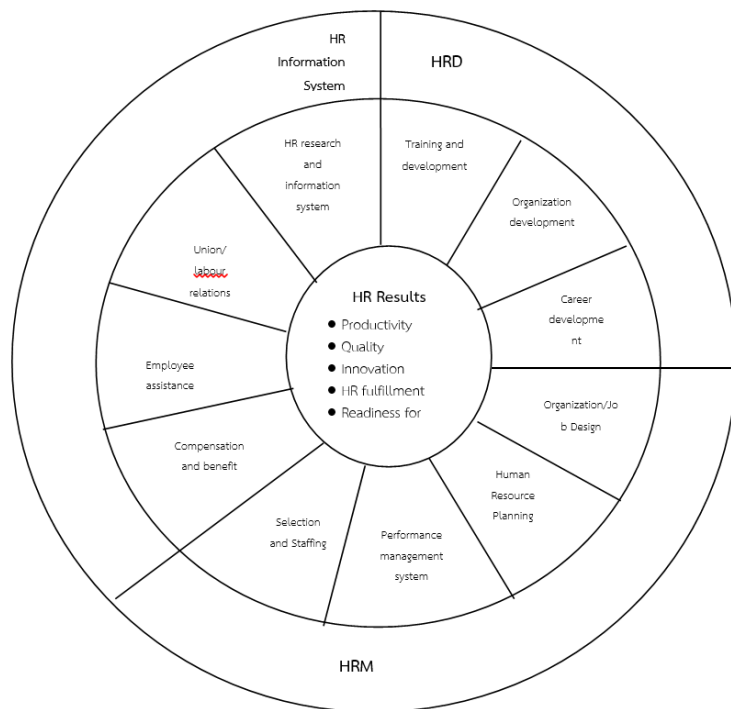 HR
Information
System
HRD
HR research
and
information
system
Training and
development
Organization
development
Union/
labour
relations
Career
developme
nt
HR Results
● Productivity
● Quality
● Innovation
● HR fulfillment
● Readiness for
Employee
assistance
Organization/Jo
b Design
Compensation
and benefit
Human
Resource
Planning
Selection
and Staffing
Performance
management
system
HRM